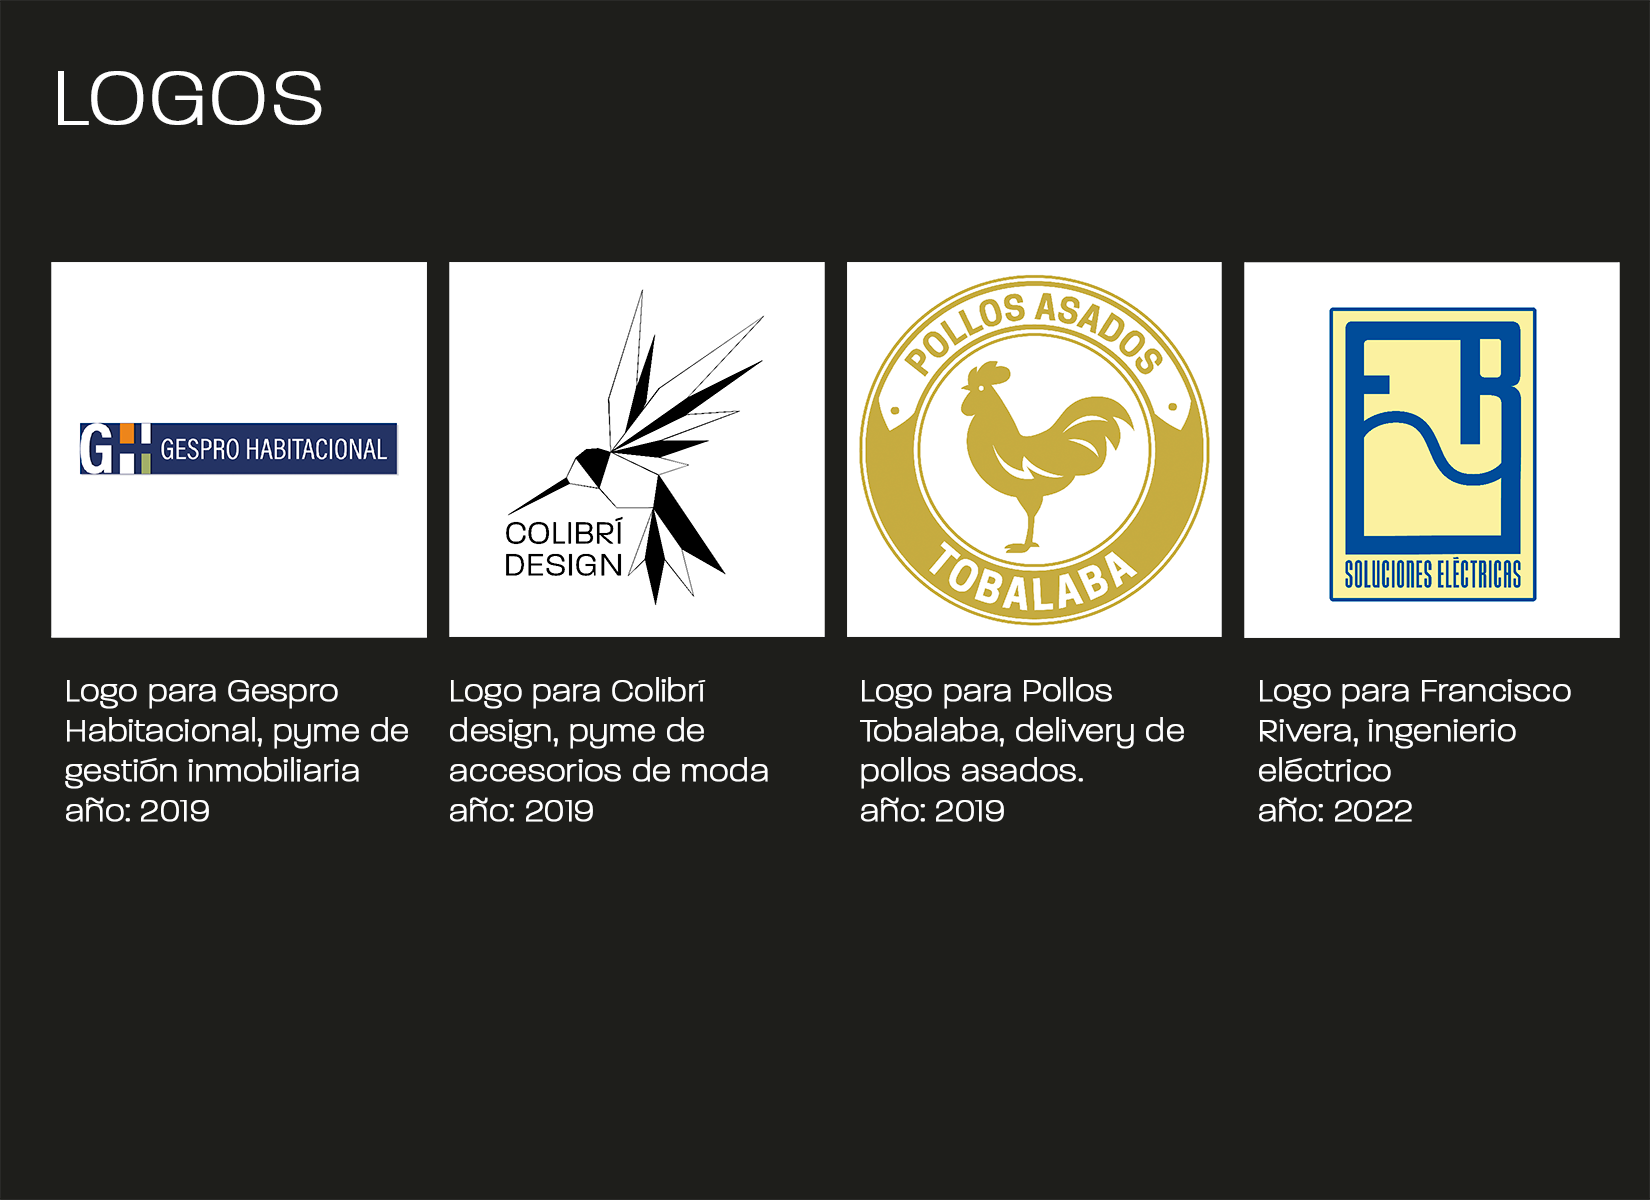 LOGOS
GH GESPRO HABITACIONAL
COLIBRÍ
DESIGN
POLLOS ASADOS
TOBALABA
FR
SOLUCIONES ELÉCTRICAS
Logo para Gespro
Habitacional, pyme de
gestión inmobiliaria
año: 2019
Logo para Colibrí
design, pyme de
accesorios de moda
año: 2019
Logo para Pollos
Tobalaba, delivery de
pollos asados.
año: 2019
Logo para Francisco
Rivera, ingenierio
eléctrico
año: 2022